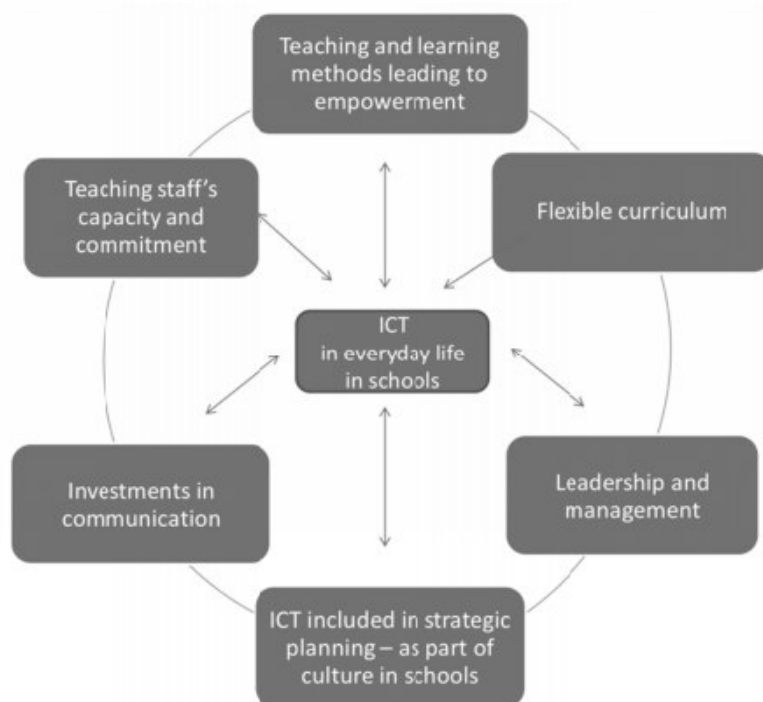 Teaching and learning
methods leading to
empowerment
Teaching staff's
capacity and
commitment
Flexible curriculum
ICT
in everyday life
in schools
Investments in
communication
Leadership and
management
ICT included in strategic
planning – as part of
culture in schools